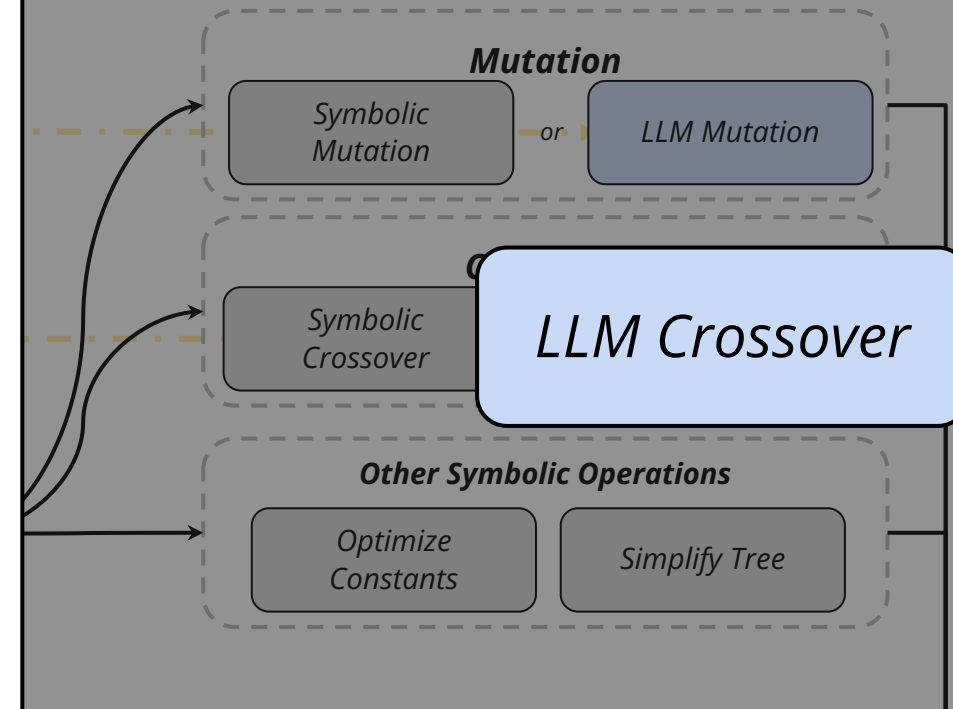 Mutation
Symbolic
Mutation
or
LLM Mutation
Symbolic
Crossover
LLM Crossover
Other Symbolic Operations
Optimize
Constants
Simplify Tree